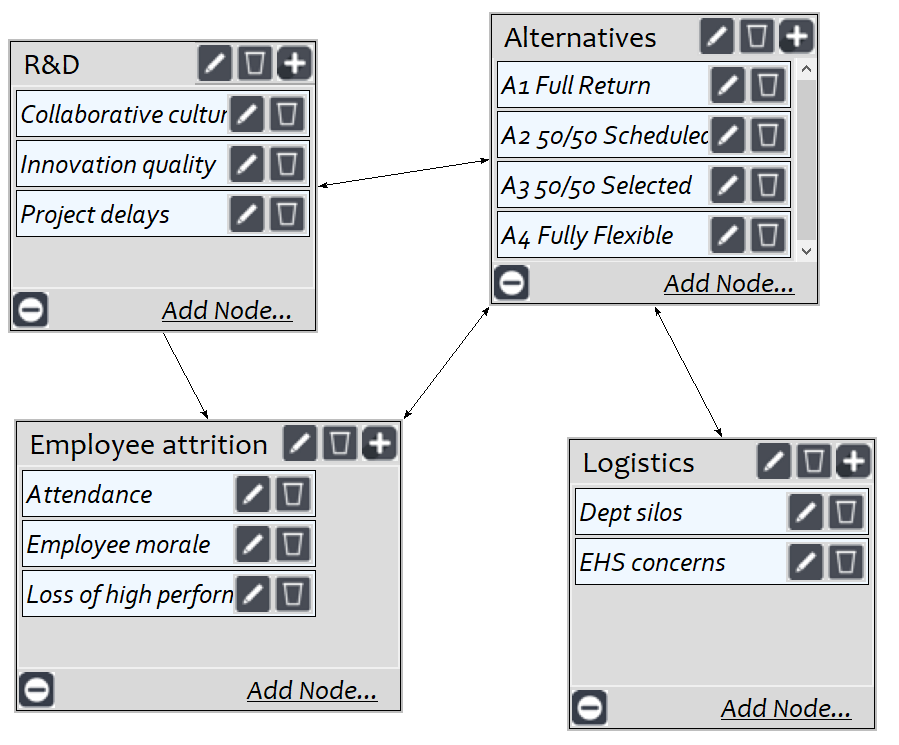 R&D
Collaborative cultur
Innovation quality
Project delays
Add Node...
Alternatives
A1 Full Return
A2 50/50 Scheduled
A3 50/50 Selected
A4 Fully Flexible
Add Node...
Employee attrition
Attendance
Employee morale
Loss of high perforn
Add Node...
Logistics
Dept silos
EHS concerns
Add Node...